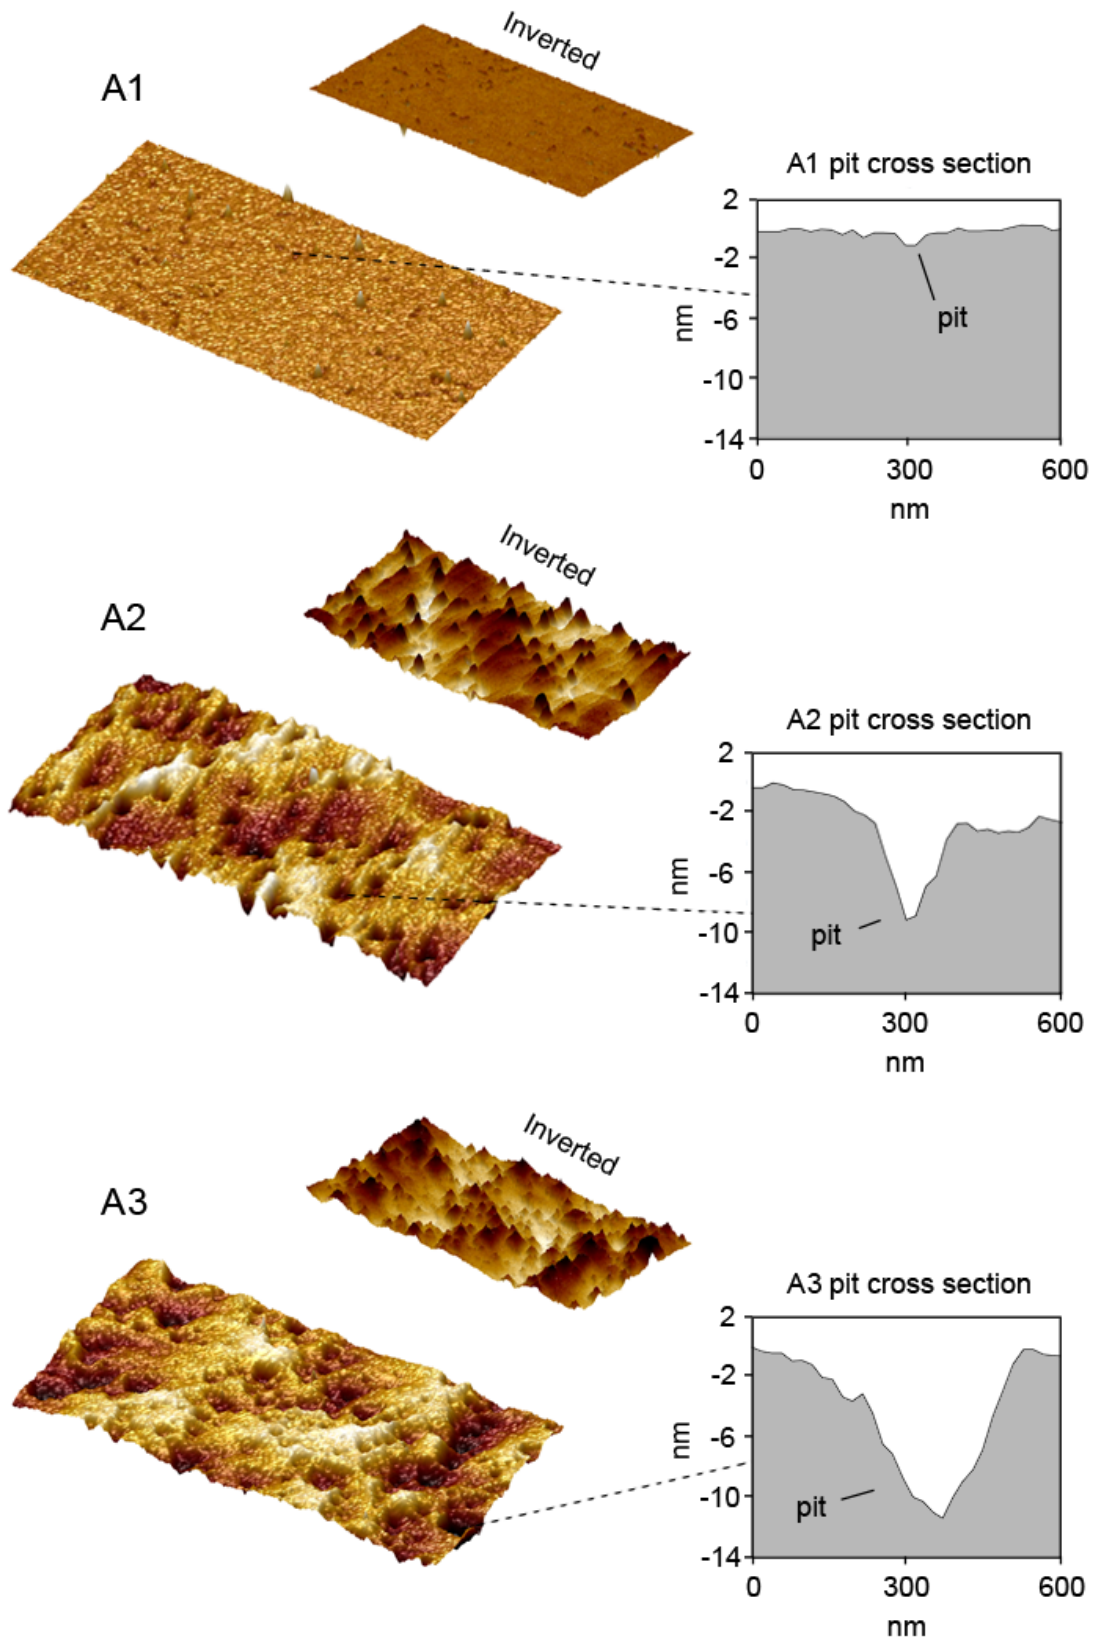 Inverted
A1
A1 pit cross section
2
-2
-6
-10
-14
nm
pit
0 300 600
nm
Inverted
A2
A2 pit cross section
2
-2
-6
-10
-14
nm
pit
0 300 600
nm
Inverted
A3
A3 pit cross section
2
-2
-6
-10
-14
nm
pit
0 300 600
nm